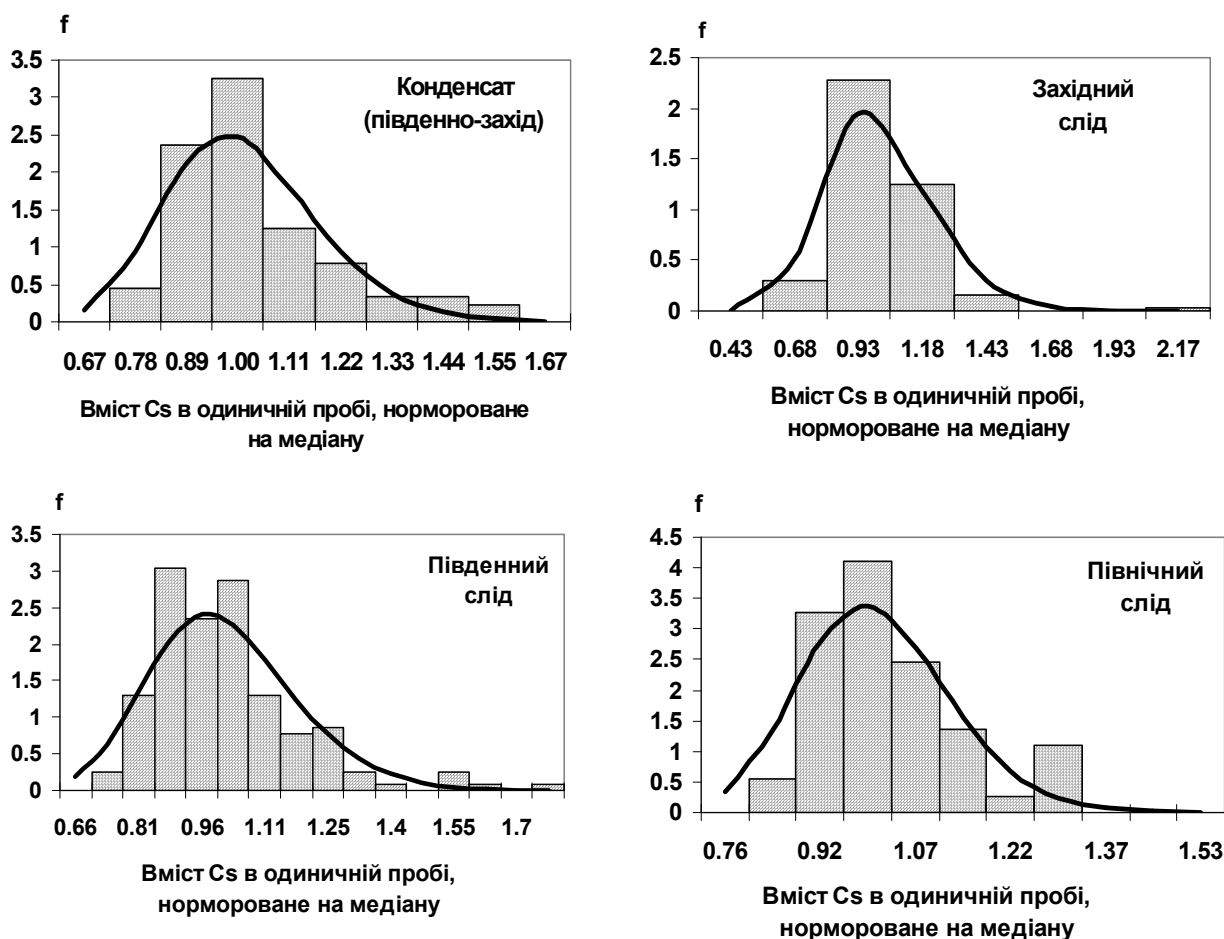 f
3.5
3
2.5
2
1.5
1
0.5
0
Конденсат
(південно-захід)
0.67 0.78 0.89 1.00 1.11 1.22 1.33 1.44 1.55 1.67
Вміст Cs в одиничній пробі, нормороване
на медіану
f
2.5
2
1.5
1
0.5
0
Західний
слід
0.43 0.68 0.93 1.18 1.43 1.68 1.93 2.17
Вміст Cs в одиничній пробі,
нормороване на медіану
f
3.5
3
2.5
2
1.5
1
0.5
0
Південний
слід
0.66 0.81 0.96 1.11 1.25 1.4 1.55 1.7
Вміст Cs в одиничній пробі,
нормороване на медіану
f
4.5
4
3.5
3
2.5
2
1.5
1
0.5
0
Північний
слід
0.76 0.92 1.07 1.22 1.37 1.53
Вміст Cs в одиничній пробі,
нормороване на медіану